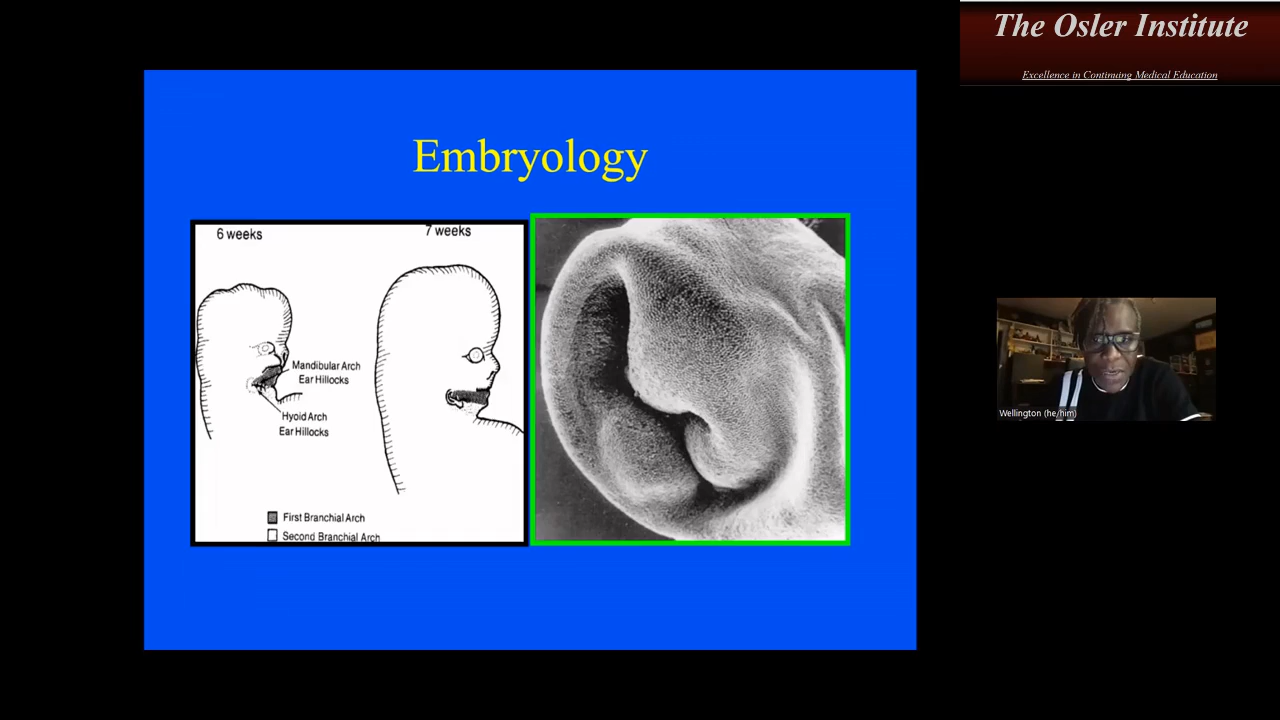 The Osler Institute
Excellence in Continuing Medical Education
Embryology
6 weeks
7 weeks
Mandibular Arch
Ear Hillocks
Hyoid Arch
Ear Hillocks
First Branchial Arch
Second Branchial Arch
Wellington (he/him)